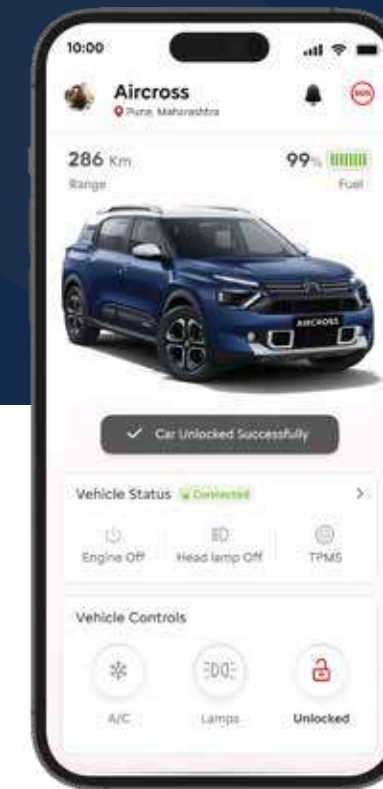 10:00
Aircross
SOS
Pune, Maharashtra
286 Km
99%
Range
Fuel
AIRCROSS
Car Unlocked Successfully
Vehicle Status Connected
Engine Off
Head lamp Off
TPMS
Vehicle Controls
A/C
Lamps
Unlocked